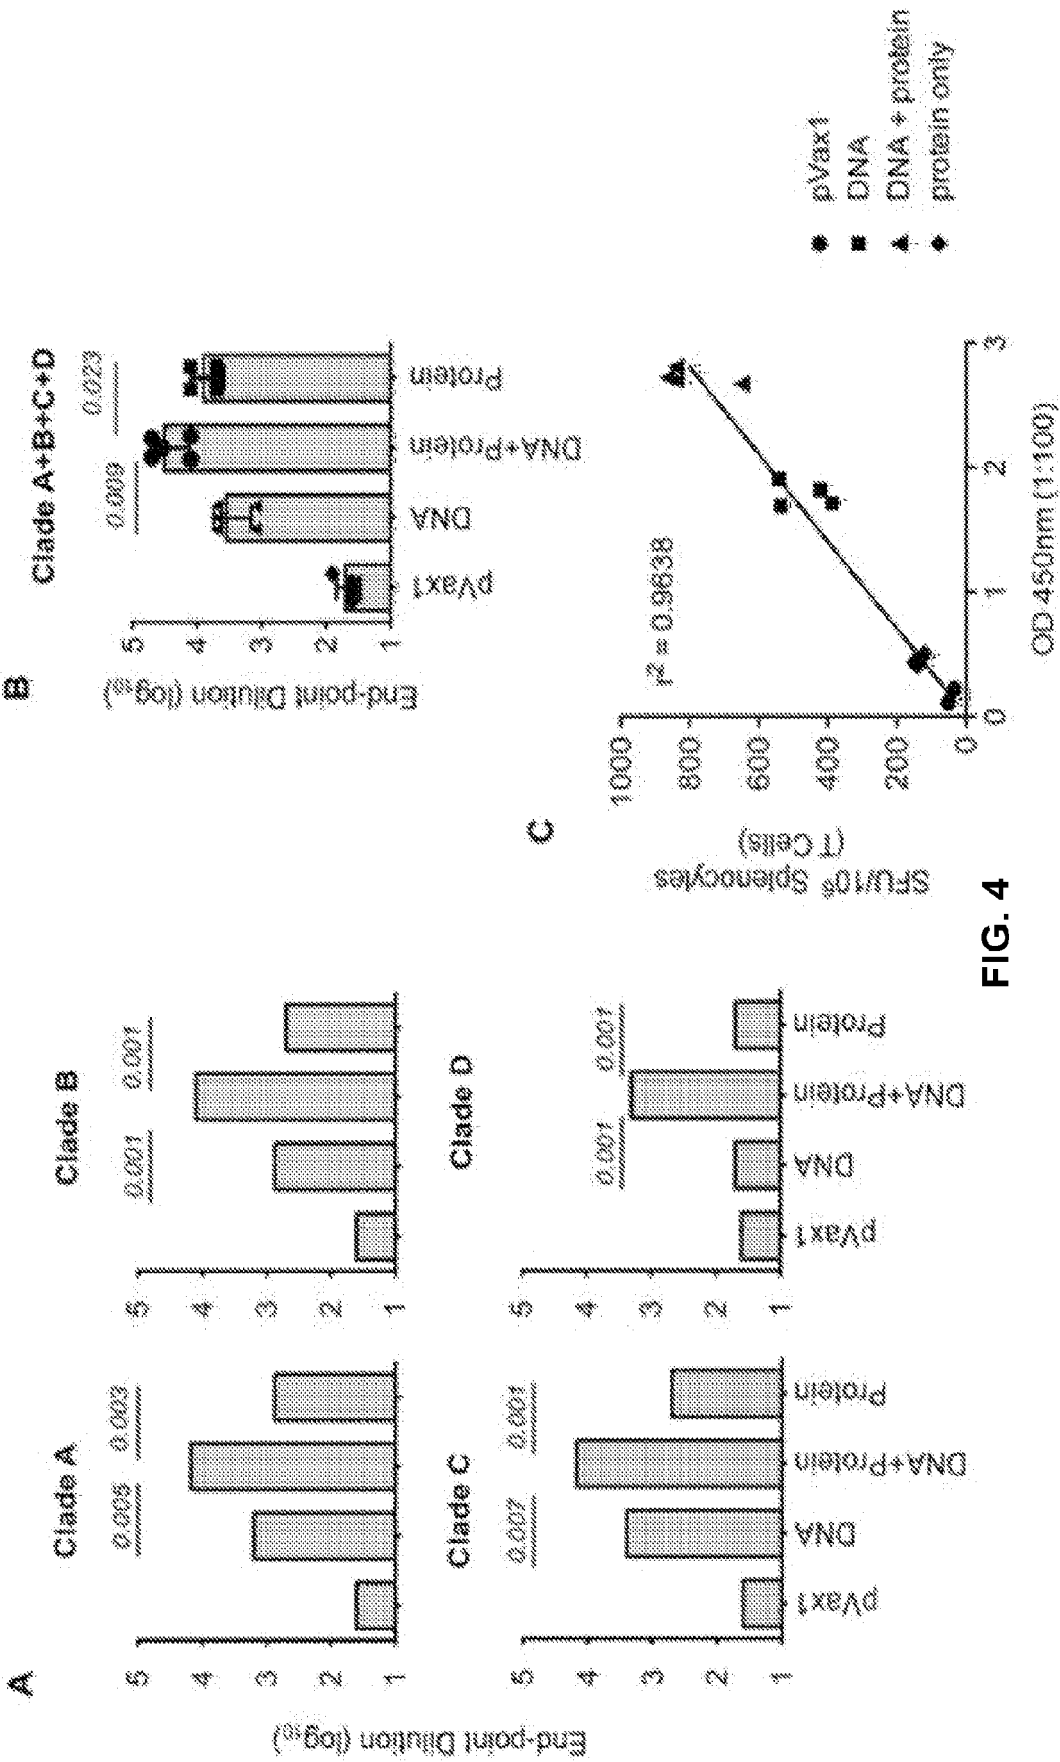 A
End-point Dilution (log10)
Clade A
0.005 0.003
5
4
3
2
1
Clade B
0.001 0.001
5
4
3
2
1
Clade C
0.007 0.001
5
4
3
2
1
pVax1
DNA
DNA+Protein
Protein
Clade D
0.001 0.001
5
4
3
2
1
pVax1
DNA
DNA+Protein
Protein
B
Clade A+B+C+D
End-point Dilution (log10)
0.009 0.023
5
4
3
2
1
pVax1
DNA
DNA+Protein
Protein
C
SFU/10⁶ Splenocytes
(T Cells)
r² = 0.9638
1000
800
600
400
200
0
0 1 2 3
OD 450nm (1:100)
pVax1
DNA
DNA + protein
protein only
FIG. 4